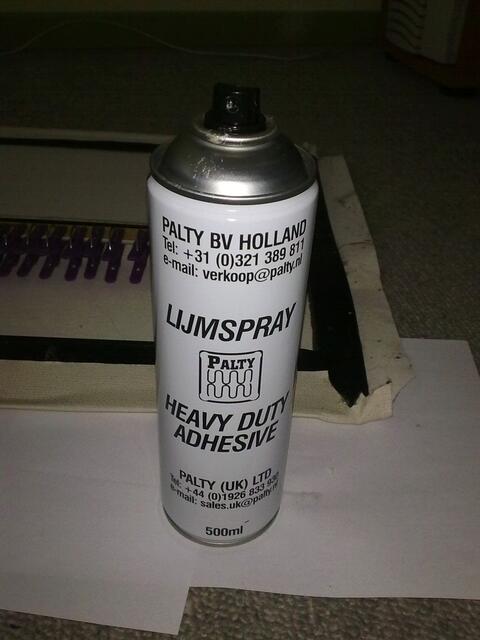 PALTY BV HOLLAND
Tel: +31 (0)321 389 811
e-mail: verkoop@palty.nl
LIJMSPRAY
PALTY
HEAVY DUTY
ADHESIVE
PALTY (UK) LTD
Tel: +44 (0)1926 833
e-mail: sales.uk@palty.nl
500ml